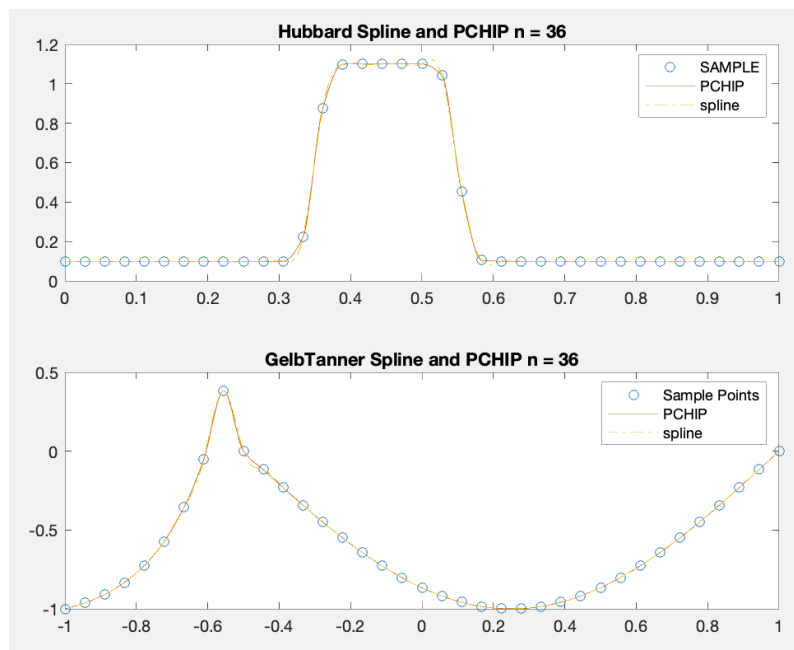 Hubbard Spline and PCHIP n = 36
1.2
1
0.8
0.6
0.4
0.2
0
SAMPLE
PCHIP
spline
0 0.1 0.2 0.3 0.4 0.5 0.6 0.7 0.8 0.9 1
GelbTanner Spline and PCHIP n = 36
0.5
0
-0.5
-1
Sample Points
PCHIP
spline
-1 -0.8 -0.6 -0.4 -0.2 0 0.2 0.4 0.6 0.8 1